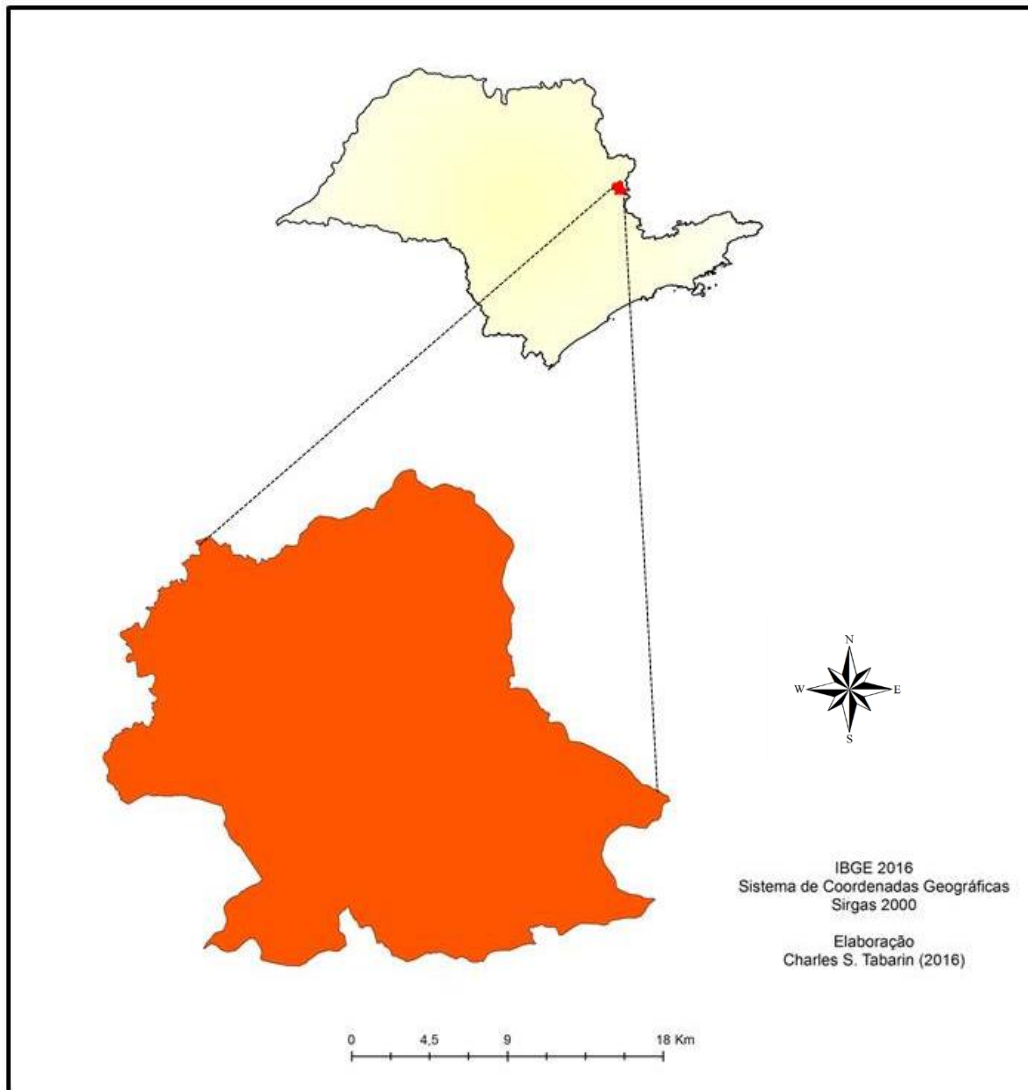 N
W E
S
IBGE 2016
Sistema de Coordenadas Geográficas
Sirgas 2000
Elaboração
Charles S. Tabarin (2016)
0 4,5 9 18 Km